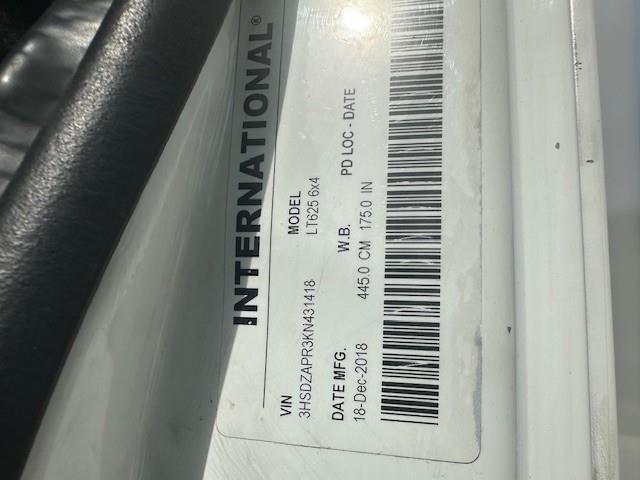 INTERNATIONAL®
VIN MODEL
3HSDZAPR3KN431418 LT625 6x4
DATE MFG. W.B. PD LOC - DATE
18-Dec-2018 445.0 CM 175.0 IN